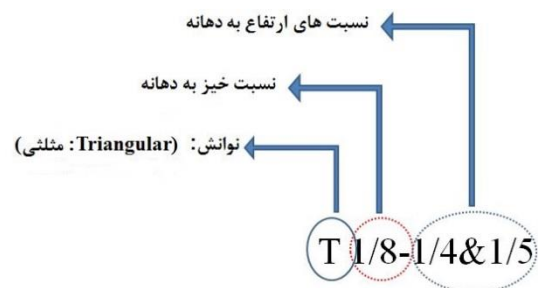 نسبت های ارتفاع به دهانه
نسبت خیز به دهانه
نوانش: (Triangular: مثلثی)
T 1/8-1/4&1/5